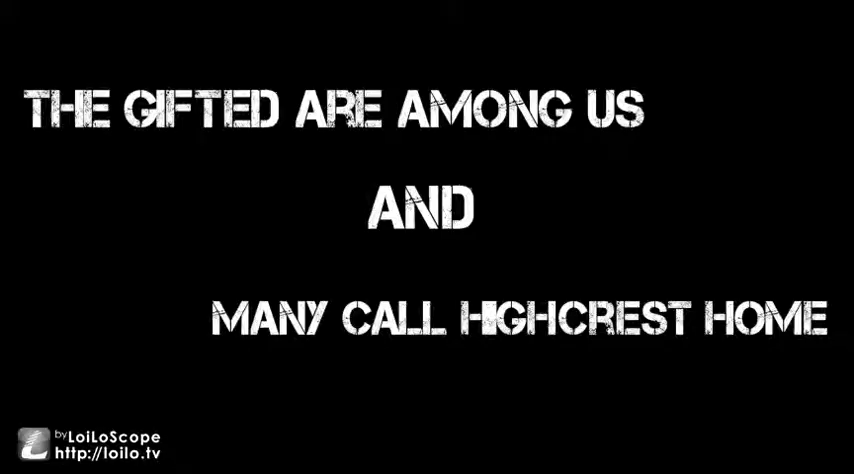 THE GIFTED ARE AMONG US
AND
MANY CALL HIGHCREST HOME
by LoiLoScope
http://loilo.tv